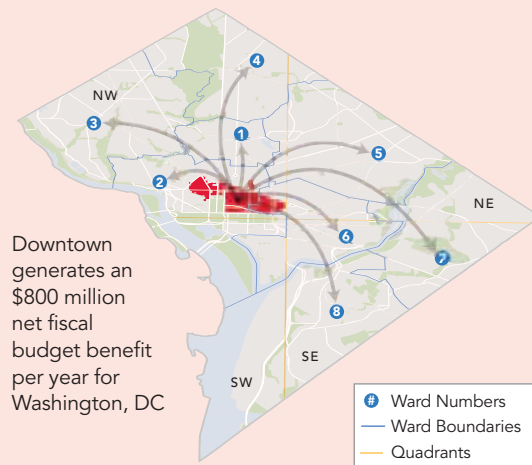 4
NW
3
1
5
2
NE
6
7
8
Downtown
generates an
$800 million
net fiscal
budget benefit
per year for
Washington, DC
SE
SW
# Ward Numbers
Ward Boundaries
Quadrants